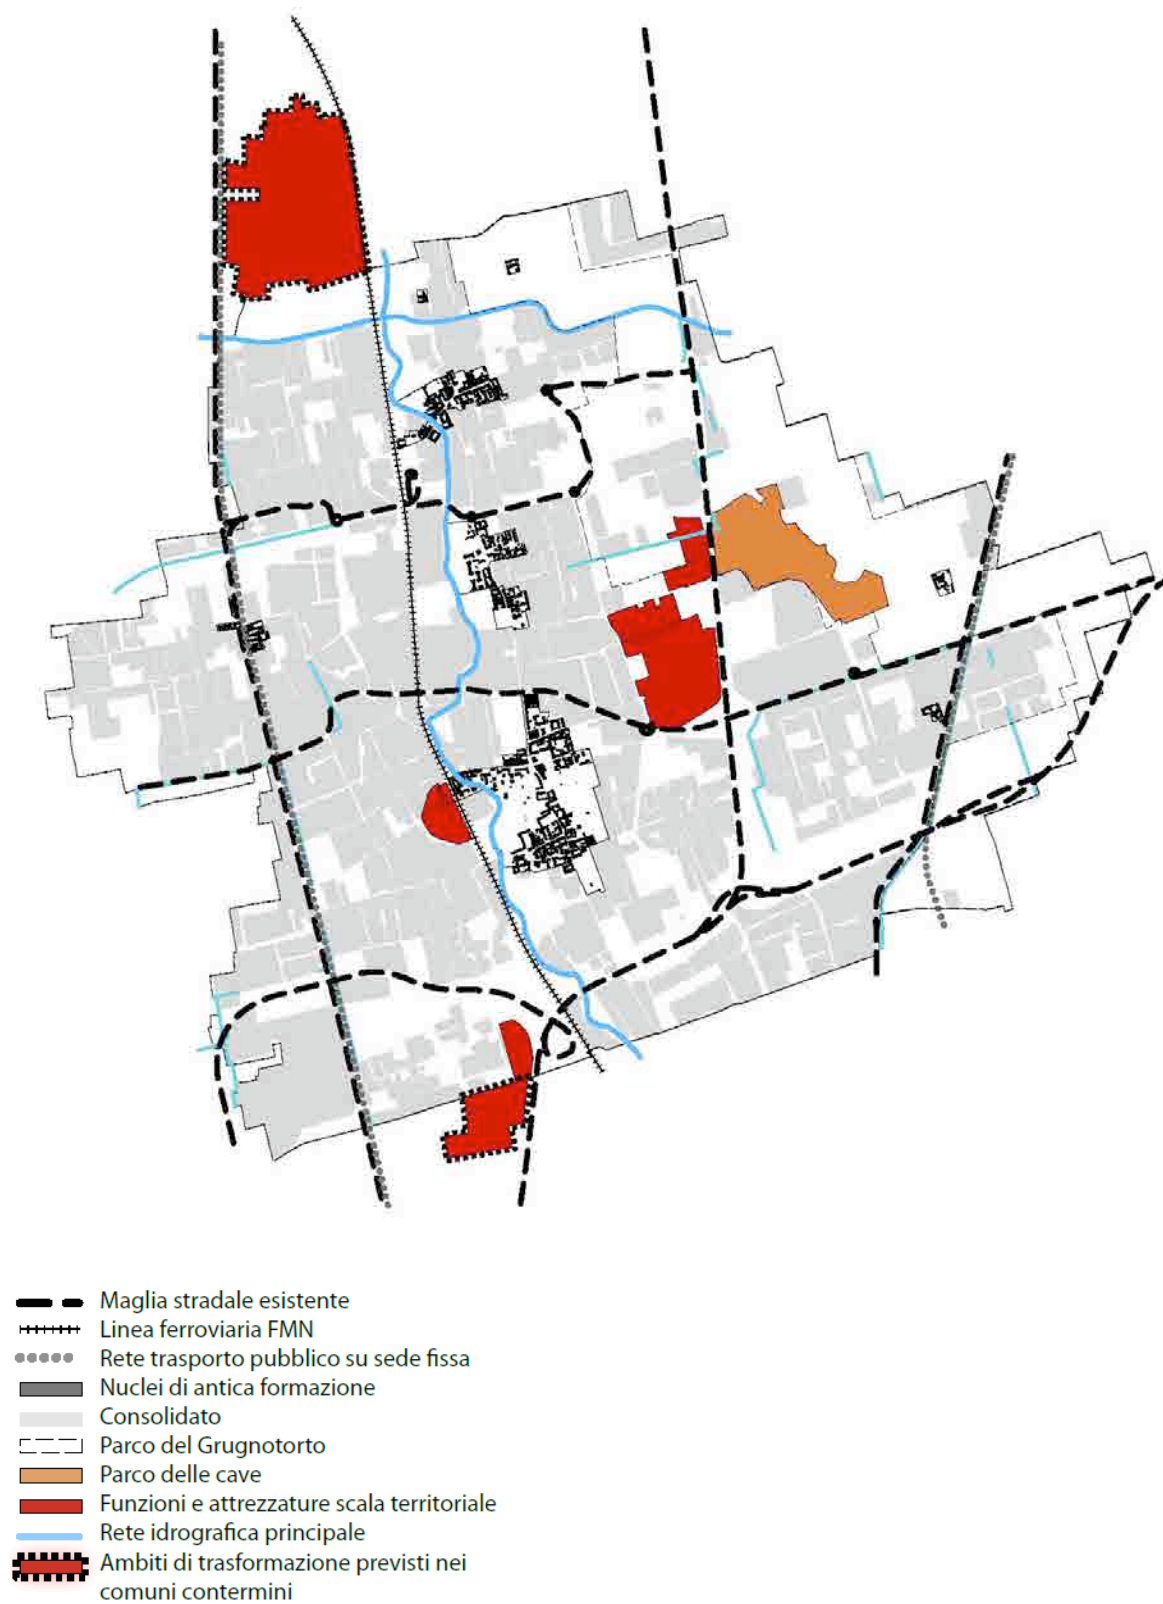 Maglia stradale esistente
Linea ferroviaria FMN
Rete trasporto pubblico su sede fissa
Nuclei di antica formazione
Consolidato
Parco del Grugnotorto
Parco delle cave
Funzioni e attrezzature scala territoriale
Rete idrografica principale
Ambiti di trasformazione previsti nei
comuni contermini